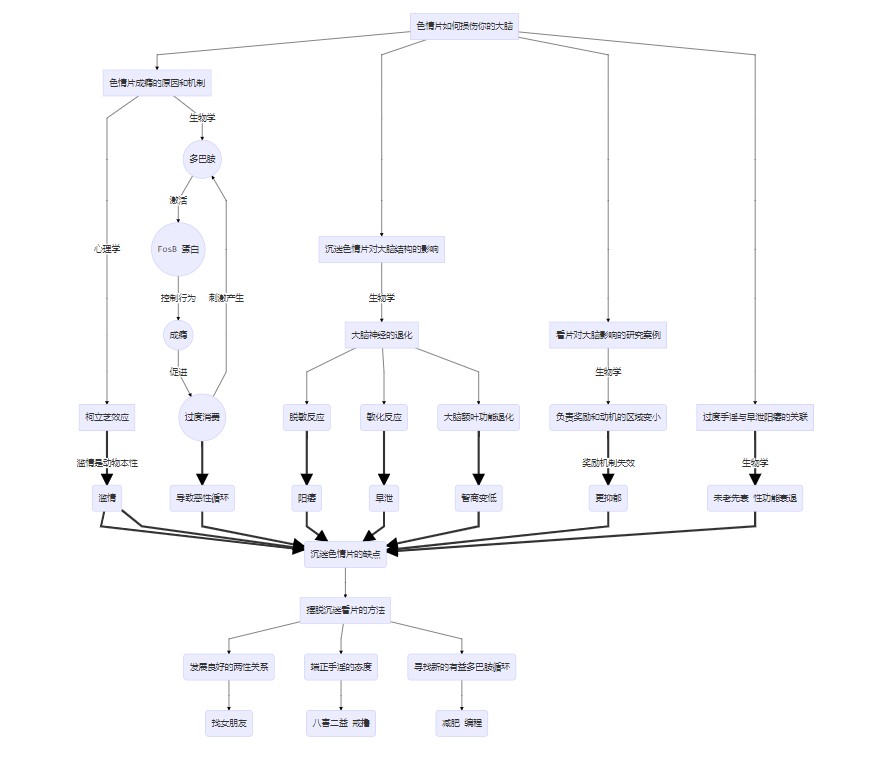 色情片如何损伤你的大脑
色情片成瘾的原因和机制
生物学
多巴胺
激活
心理学
FosB 蛋白
沉迷色情片对大脑结构的影响
控制行为
刺激产生
生物学
成瘾
大脑神经的退化
看片对大脑影响的研究案例
促进
生物学
柯立芝效应
过度消费
脱敏反应
敏化反应
大脑额叶功能退化
负责奖励和动机的区域变小
过度手淫与早泄阳痿的关联
滥情是动物本性
奖励机制失效
生物学
滥情
导致恶性循环
阳痿
早泄
智商变低
更抑郁
未老先衰 性功能衰退
沉迷色情片的缺点
摆脱沉迷看片的方法
发展良好的两性关系
端正手淫的态度
寻找新的有益多巴胺循环
找女朋友
八害二益 戒撸
减肥 编程